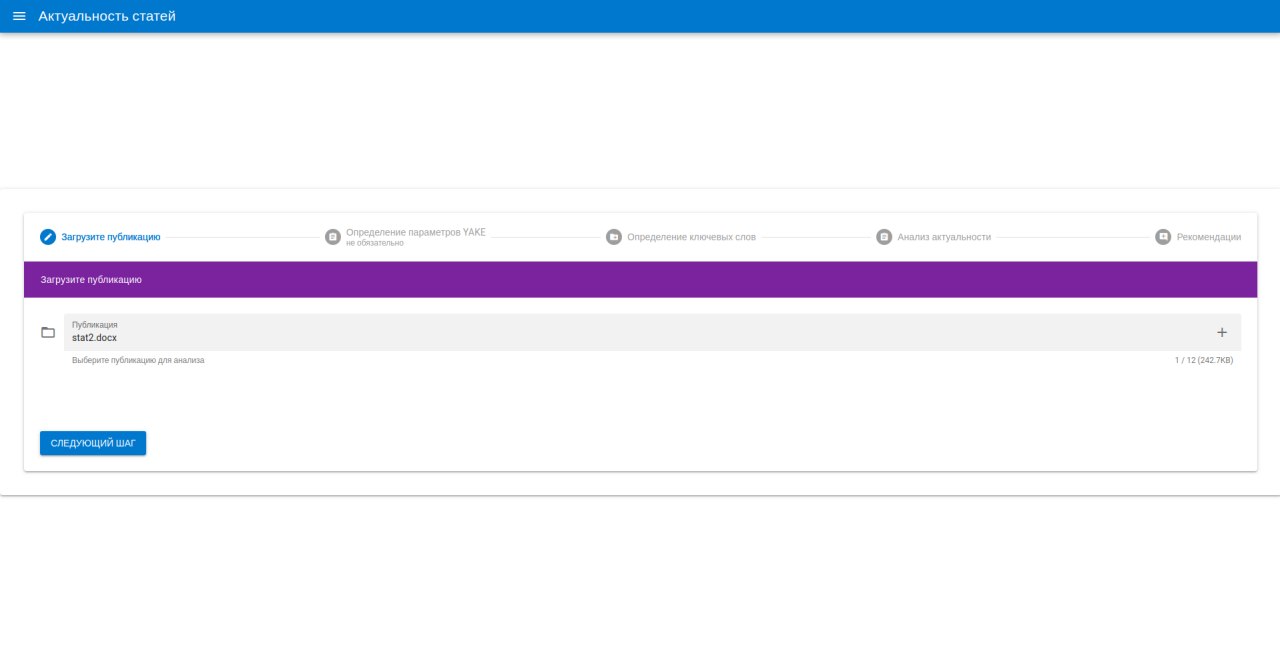 Актуальность статей
Загрузите публикацию
Определение параметров YAKE
не обязательно
Определение ключевых слов
Анализ актуальности
Рекомендации
Загрузите публикацию
Публикация
stat2.docx
Выберите публикацию для анализа
1 / 12 (242.7KB)
СЛЕДУЮЩИЙ ШАГ